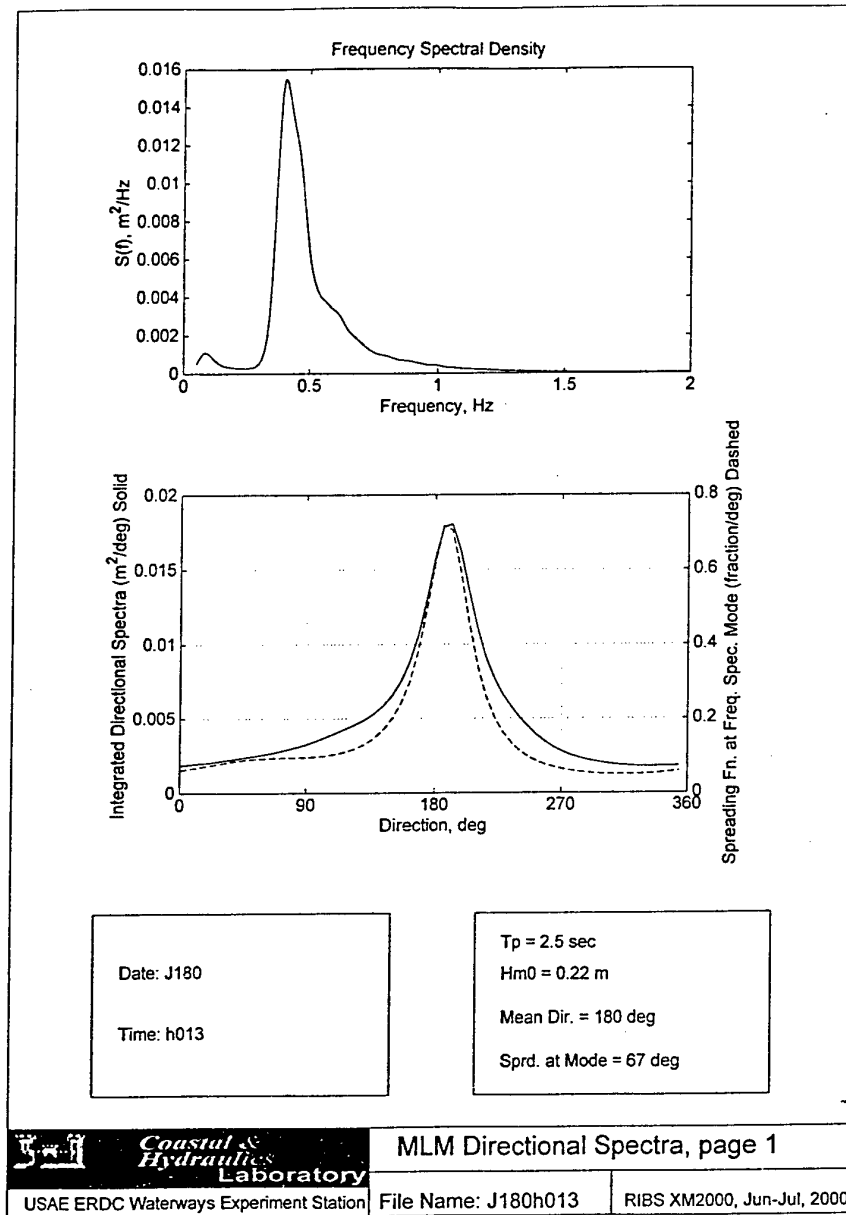 Frequency Spectral Density
0.016
0.014
0.012
0.01
0.008
0.006
0.004
0.002
0
S(f), m²/Hz
0
0.5
1
1.5
2
Frequency, Hz
Integrated Directional Spectra (m²/deg) Solid
0.02
0.015
0.01
0.005
0
0.8
0.6
0.4
0.2
0
Spreading Fn. at Freq. Spec. Mode (fraction/deg) Dashed
0
90
180
270
360
Direction, deg
Date: J180
Time: h013
Tp = 2.5 sec
Hm0 = 0.22 m
Mean Dir. = 180 deg
Sprd. at Mode = 67 deg
Coastal &
Hydraulics
Laboratory
USAE ERDC Waterways Experiment Station
MLM Directional Spectra, page 1
File Name: J180h013
RIBS XM2000, Jun-Jul, 2000